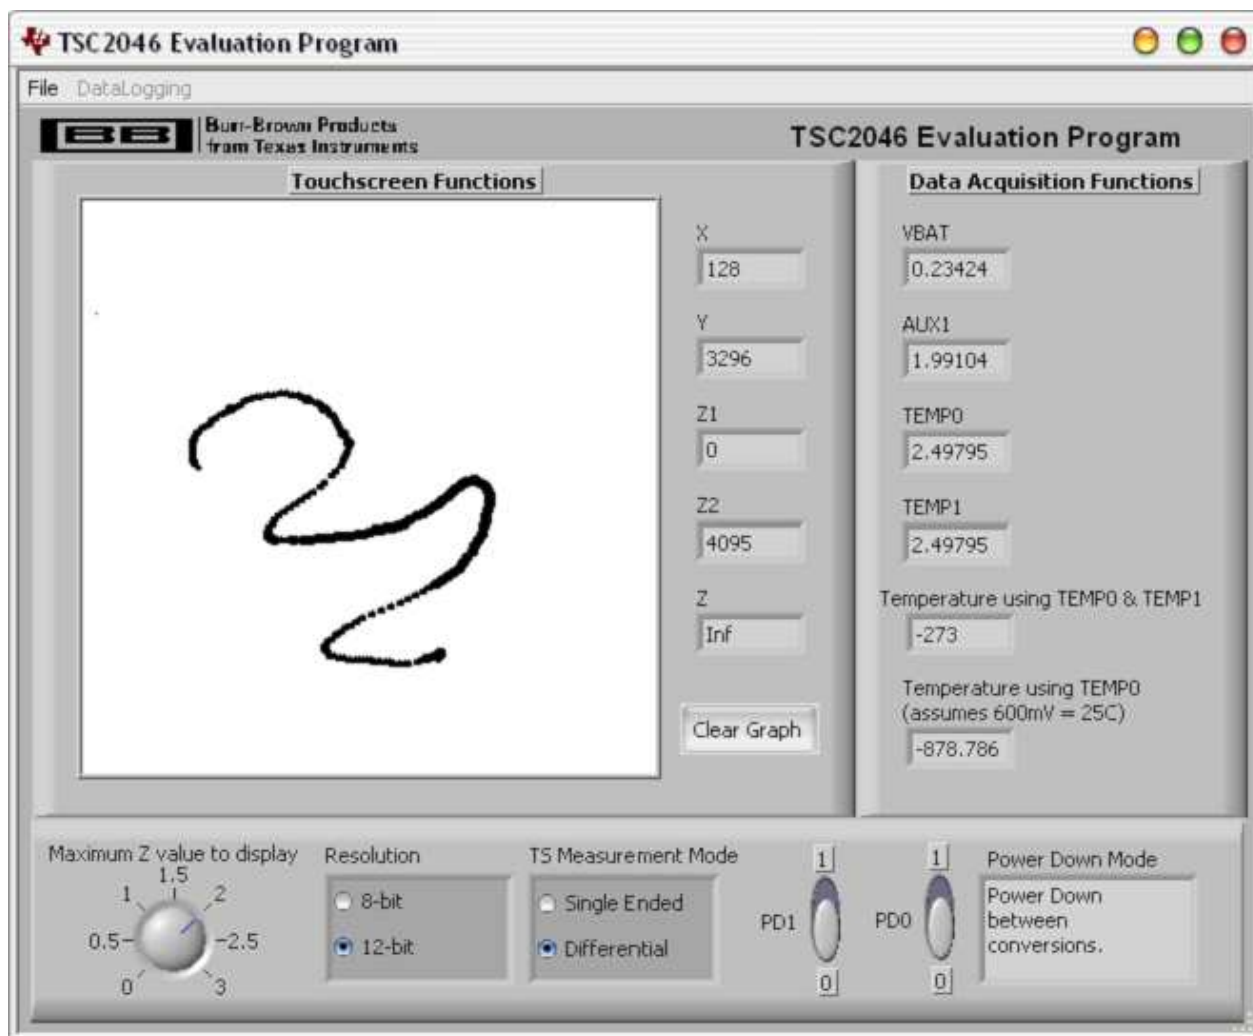 TSC2046 Evaluation Program
File DataLogging
BB Burr-Brown Products
from Texas Instruments
TSC2046 Evaluation Program
Touchscreen Functions
X
128
Y
3296
Z1
0
Z2
4095
Z
Inf
Clear Graph
Data Acquisition Functions
VBAT
0.23424
AUX1
1.99104
TEMP0
2.49795
TEMP1
2.49795
Temperature using TEMP0 & TEMP1
-273
Temperature using TEMP0
(assumes 600mV = 25C)
-878.786
Maximum Z value to display
0
0.5
1
1.5
2
2.5
3
Resolution
8-bit
12-bit
TS Measurement Mode
Single Ended
Differential
1
PD1
0
1
PD0
0
Power Down Mode
Power Down
between
conversions.